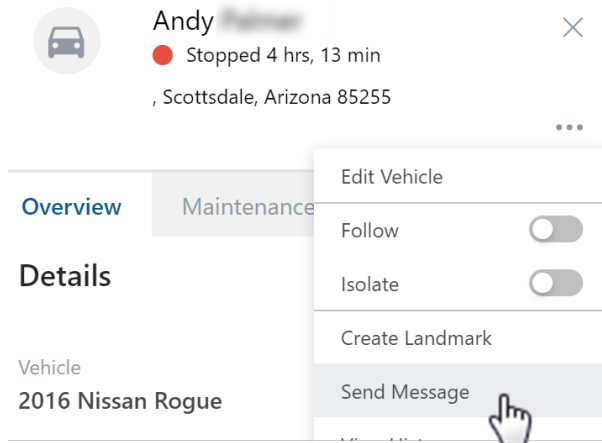 Andy
Stopped 4 hrs, 13 min
, Scottsdale, Arizona 85255
Edit Vehicle
Overview
Maintenance
Follow
Details
Isolate
Create Landmark
Vehicle
Send Message
2016 Nissan Rogue